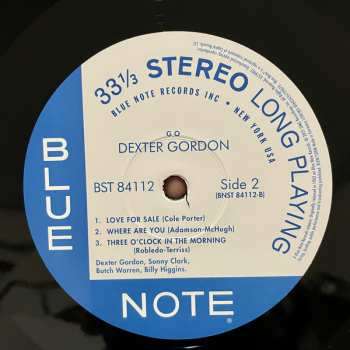 33 1/3 STEREO LONG PLAYING
BLUE NOTE RECORDS INC • NEW YORK USA
GO
DEXTER GORDON
BST 84112
Side 2
(BNST 84112-B)
1. LOVE FOR SALE (Cole Porter)
2. WHERE ARE YOU (Adamson-McHugh)
3. THREE O'CLOCK IN THE MORNING
(Robledo-Terriss)
Dexter Gordon, Sonny Clark,
Butch Warren, Billy Higgins.
BLUE
NOTE
®